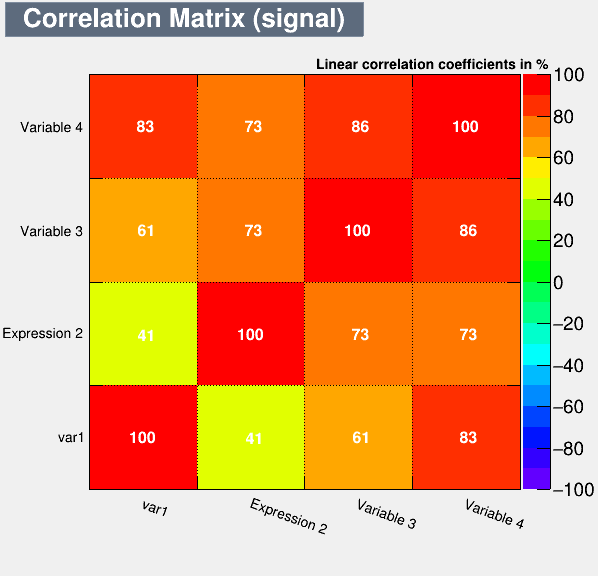 Correlation Matrix (signal)
Linear correlation coefficients in %
Variable 4 83 73 86 100
Variable 3 61 73 100 86
Expression 2 41 100 73 73
var1 100 41 61 83
var1 Expression 2 Variable 3 Variable 4
100
80
60
40
20
0
−20
−40
−60
−80
−100